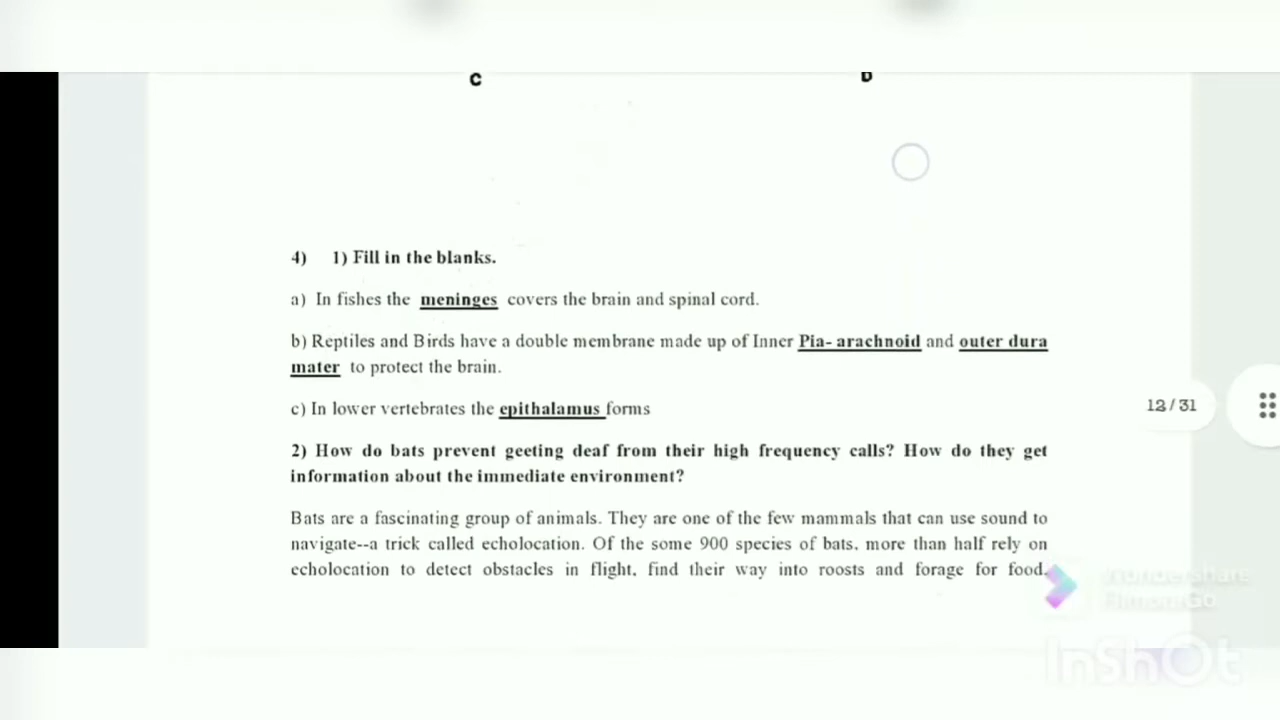 C D
4) 1) Fill in the blanks.
a) In fishes the meninges covers the brain and spinal cord.
b) Reptiles and Birds have a double membrane made up of Inner Pia- arachnoid and outer dura
mater to protect the brain.
c) In lower vertebrates the epithalamus forms
12 / 31
2) How do bats prevent geeting deaf from their high frequency calls? How do they get
information about the immediate environment?
Bats are a fascinating group of animals. They are one of the few mammals that can use sound to
navigate--a trick called echolocation. Of the some 900 species of bats, more than half rely on
echolocation to detect obstacles in flight, find their way into roosts and forage for food.
Wondershare
FilmoraGo
InShOt